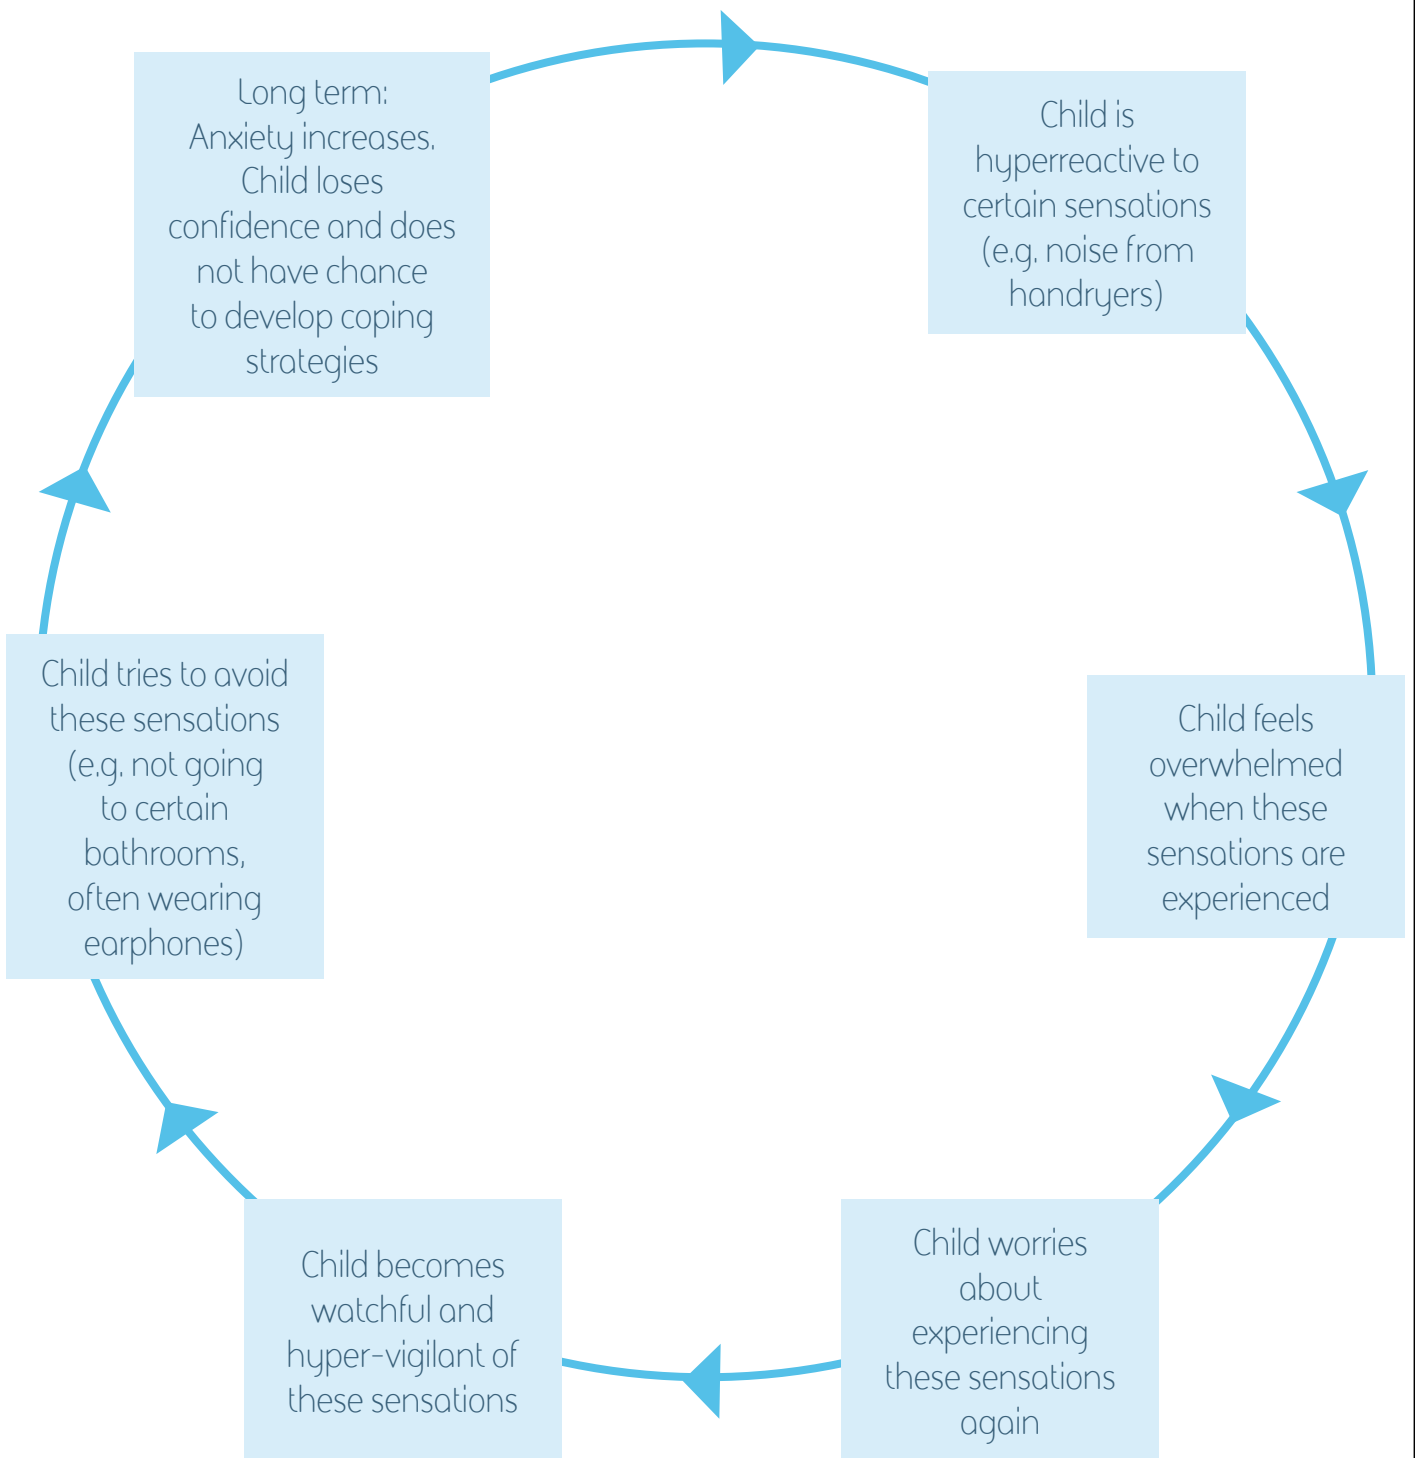 Long term:
Anxiety increases.
Child loses
confidence and does
not have chance
to develop coping
strategies
Child is
hyperreactive to
certain sensations
(e.g. noise from
handryers)
Child feels
overwhelmed
when these
sensations are
experienced
Child worries
about
experiencing
these sensations
again
Child becomes
watchful and
hyper-vigilant of
these sensations
Child tries to avoid
these sensations
(e.g. not going
to certain
bathrooms,
often wearing
earphones)